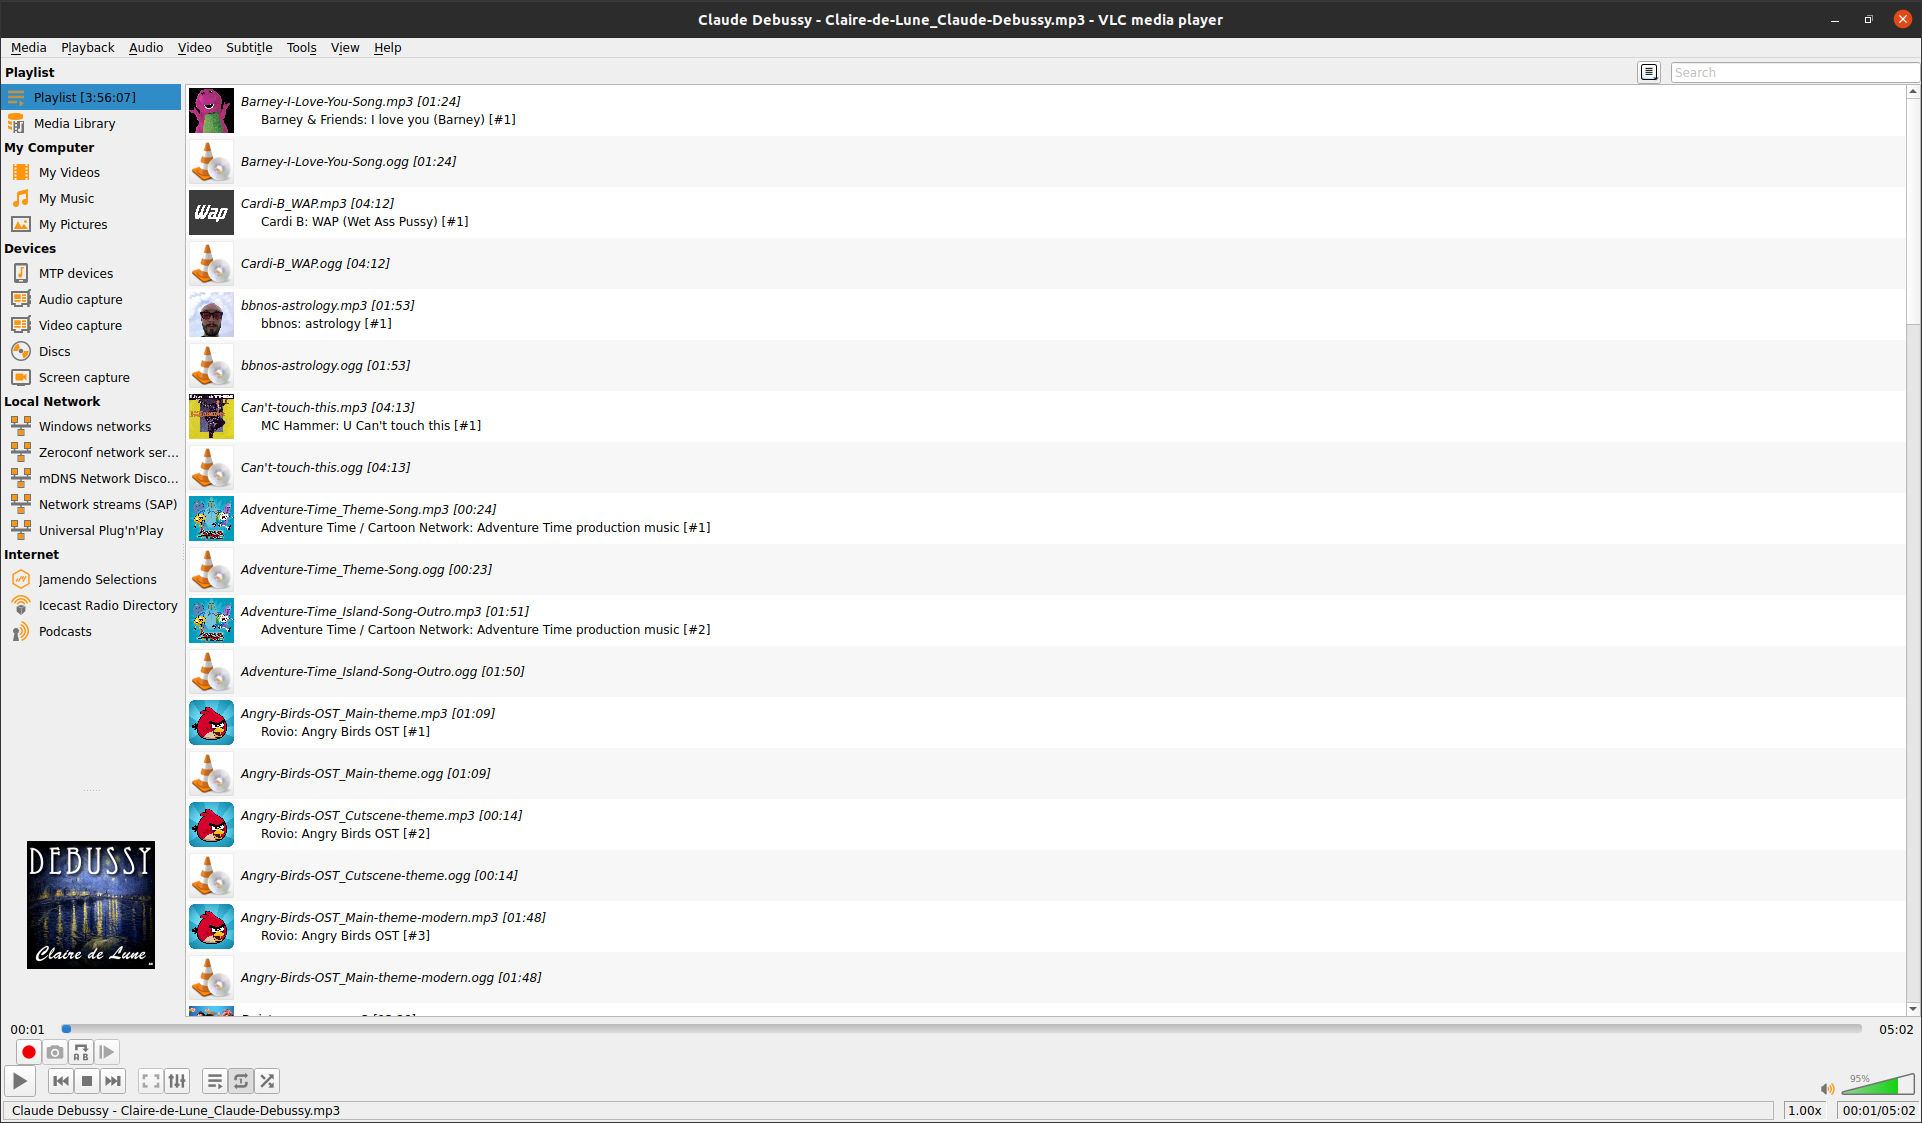 Claude Debussy - Claire-de-Lune_Claude-Debussy.mp3 - VLC media player
Media Playback Audio Video Subtitle Tools View Help
Playlist
Search
Playlist [3:56:07]
Media Library
My Computer
My Videos
My Music
My Pictures
Devices
MTP devices
Audio capture
Video capture
Discs
Screen capture
Local Network
Windows networks
Zeroconf network ser...
mDNS Network Disco...
Network streams (SAP)
Universal Plug'n'Play
Internet
Jamendo Selections
Icecast Radio Directory
Podcasts
DEBUSSY
Claire de Lune
Barney-I-Love-You-Song.mp3 [01:24]
Barney & Friends: I love you (Barney) [#1]
Barney-I-Love-You-Song.ogg [01:24]
Wap
Cardi-B_WAP.mp3 [04:12]
Cardi B: WAP (Wet Ass Pussy) [#1]
Cardi-B_WAP.ogg [04:12]
bbnos-astrology.mp3 [01:53]
bbnos: astrology [#1]
bbnos-astrology.ogg [01:53]
Can't-touch-this.mp3 [04:13]
MC Hammer: U Can't touch this [#1]
Can't-touch-this.ogg [04:13]
Adventure-Time_Theme-Song.mp3 [00:24]
Adventure Time / Cartoon Network: Adventure Time production music [#1]
Adventure-Time_Theme-Song.ogg [00:23]
Adventure-Time_Island-Song-Outro.mp3 [01:51]
Adventure Time / Cartoon Network: Adventure Time production music [#2]
Adventure-Time_Island-Song-Outro.ogg [01:50]
Angry-Birds-OST_Main-theme.mp3 [01:09]
Rovio: Angry Birds OST [#1]
Angry-Birds-OST_Main-theme.ogg [01:09]
Angry-Birds-OST_Cutscene-theme.mp3 [00:14]
Rovio: Angry Birds OST [#2]
Angry-Birds-OST_Cutscene-theme.ogg [00:14]
Angry-Birds-OST_Main-theme-modern.mp3 [01:48]
Rovio: Angry Birds OST [#3]
Angry-Birds-OST_Main-theme-modern.ogg [01:48]
00:01
05:02
A B
95%
Claude Debussy - Claire-de-Lune_Claude-Debussy.mp3
1.00x
00:01/05:02